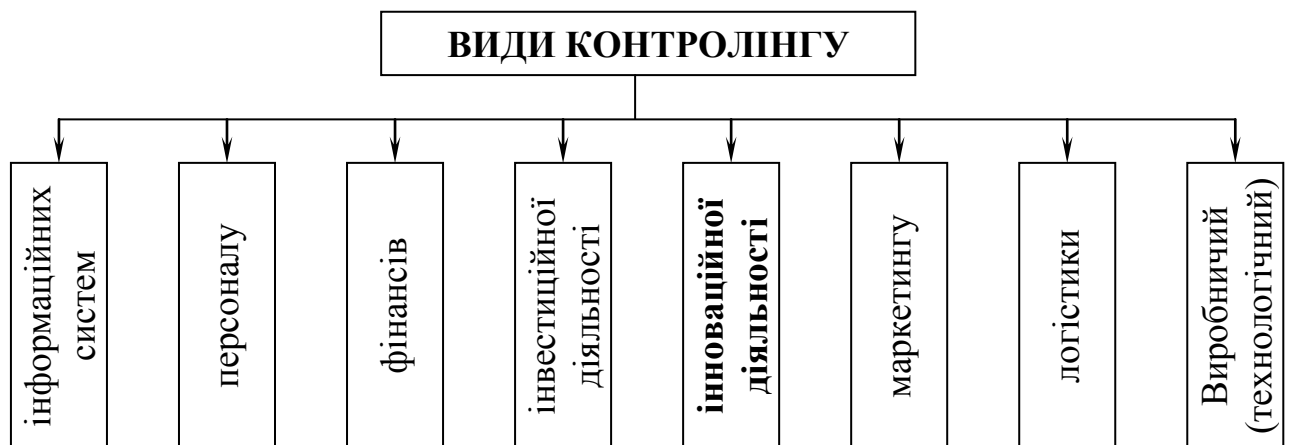 ВИДИ КОНТРОЛІНГУ
інформаційних
систем
персоналу
фінансів
інвестиційної
діяльності
інноваційної
діяльності
маркетингу
логістики
Виробничий
(технологічний)